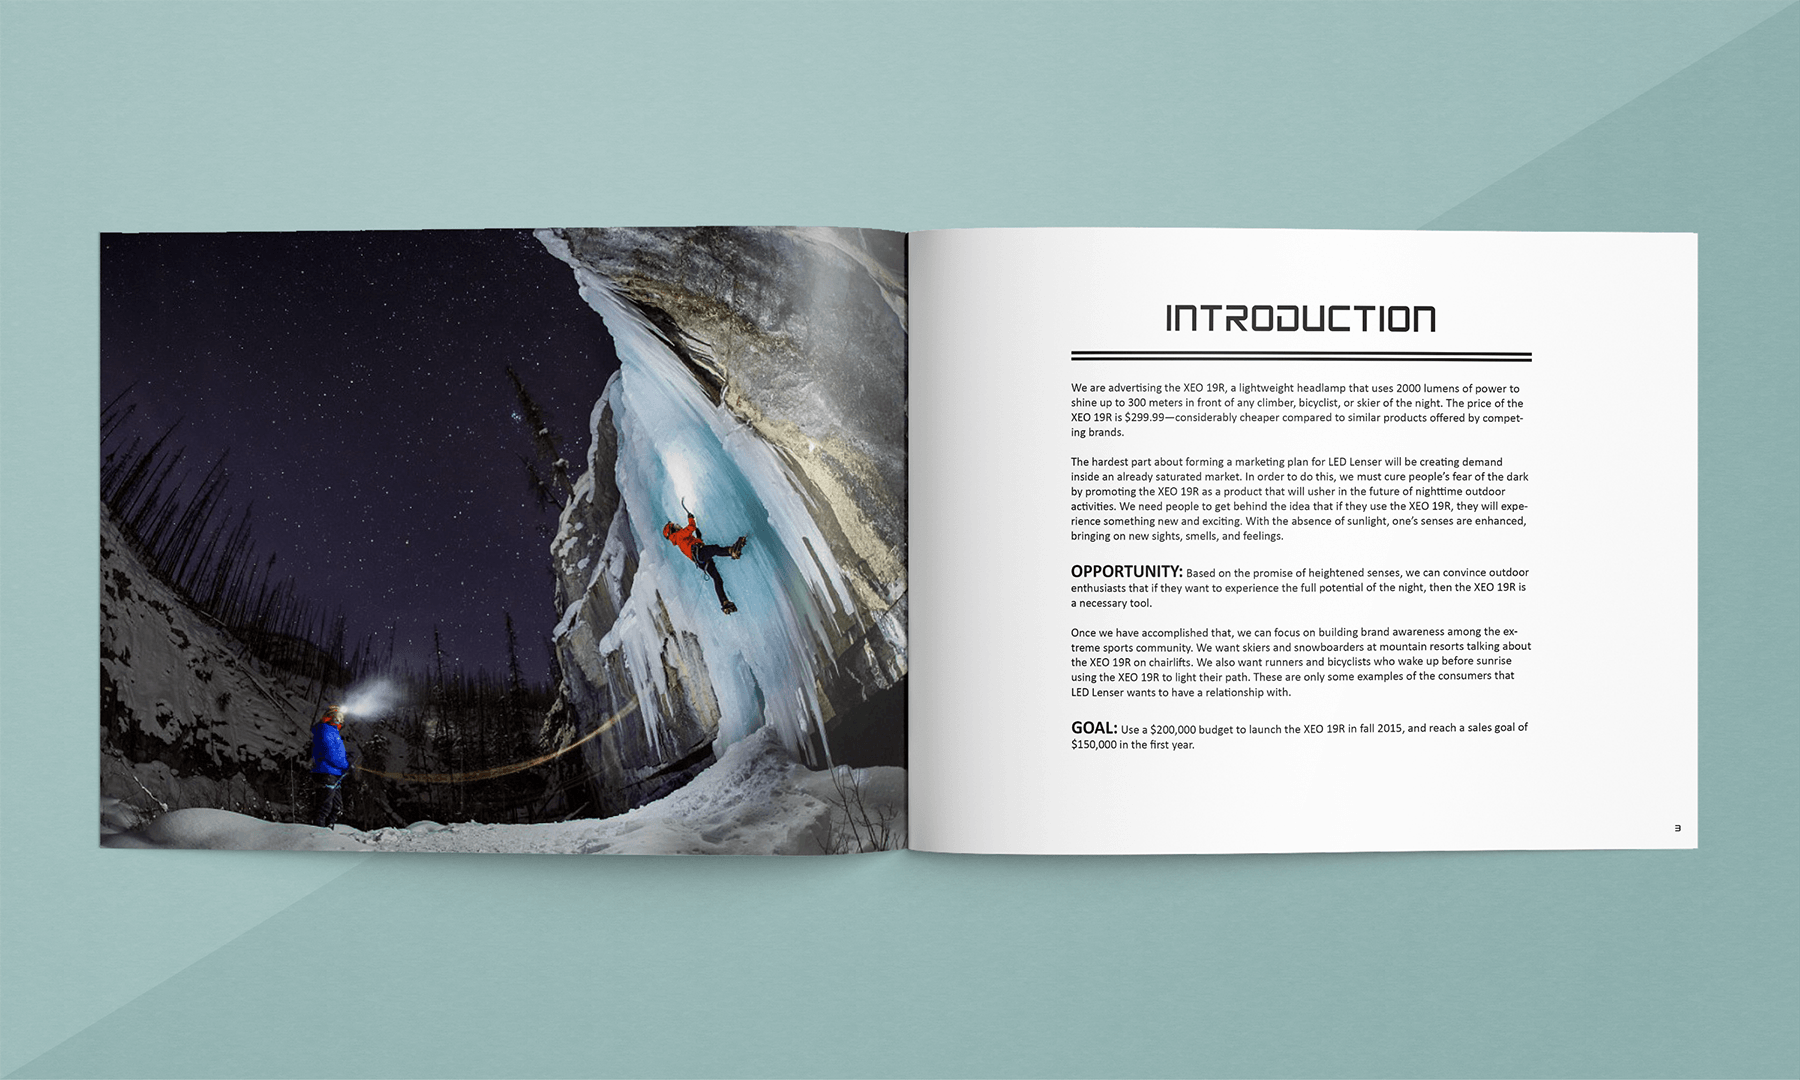 INTRODUCTION
We are advertising the XEO 19R, a lightweight headlamp that uses 2000 lumens of power to
shine up to 300 meters in front of any climber, bicyclist, or skier of the night. The price of the
XEO 19R is $299.99—considerably cheaper compared to similar products offered by compet-
ing brands.
The hardest part about forming a marketing plan for LED Lenser will be creating demand
inside an already saturated market. In order to do this, we must cure people's fear of the dark
by promoting the XEO 19R as a product that will usher in the future of nighttime outdoor
activities. We need people to get behind the idea that if they use the XEO 19R, they will expe-
rience something new and exciting. With the absence of sunlight, one's senses are enhanced,
bringing on new sights, smells, and feelings.
OPPORTUNITY: Based on the promise of heightened senses, we can convince outdoor
enthusiasts that if they want to experience the full potential of the night, then the XEO 19R is
a necessary tool.
Once we have accomplished that, we can focus on building brand awareness among the ex-
treme sports community. We want skiers and snowboarders at mountain resorts talking about
the XEO 19R on chairlifts. We also want runners and bicyclists who wake up before sunrise
using the XEO 19R to light their path. These are only some examples of the consumers that
LED Lenser wants to have a relationship with.
GOAL: Use a $200,000 budget to launch the XEO 19R in fall 2015, and reach a sales goal of
$150,000 in the first year.
3